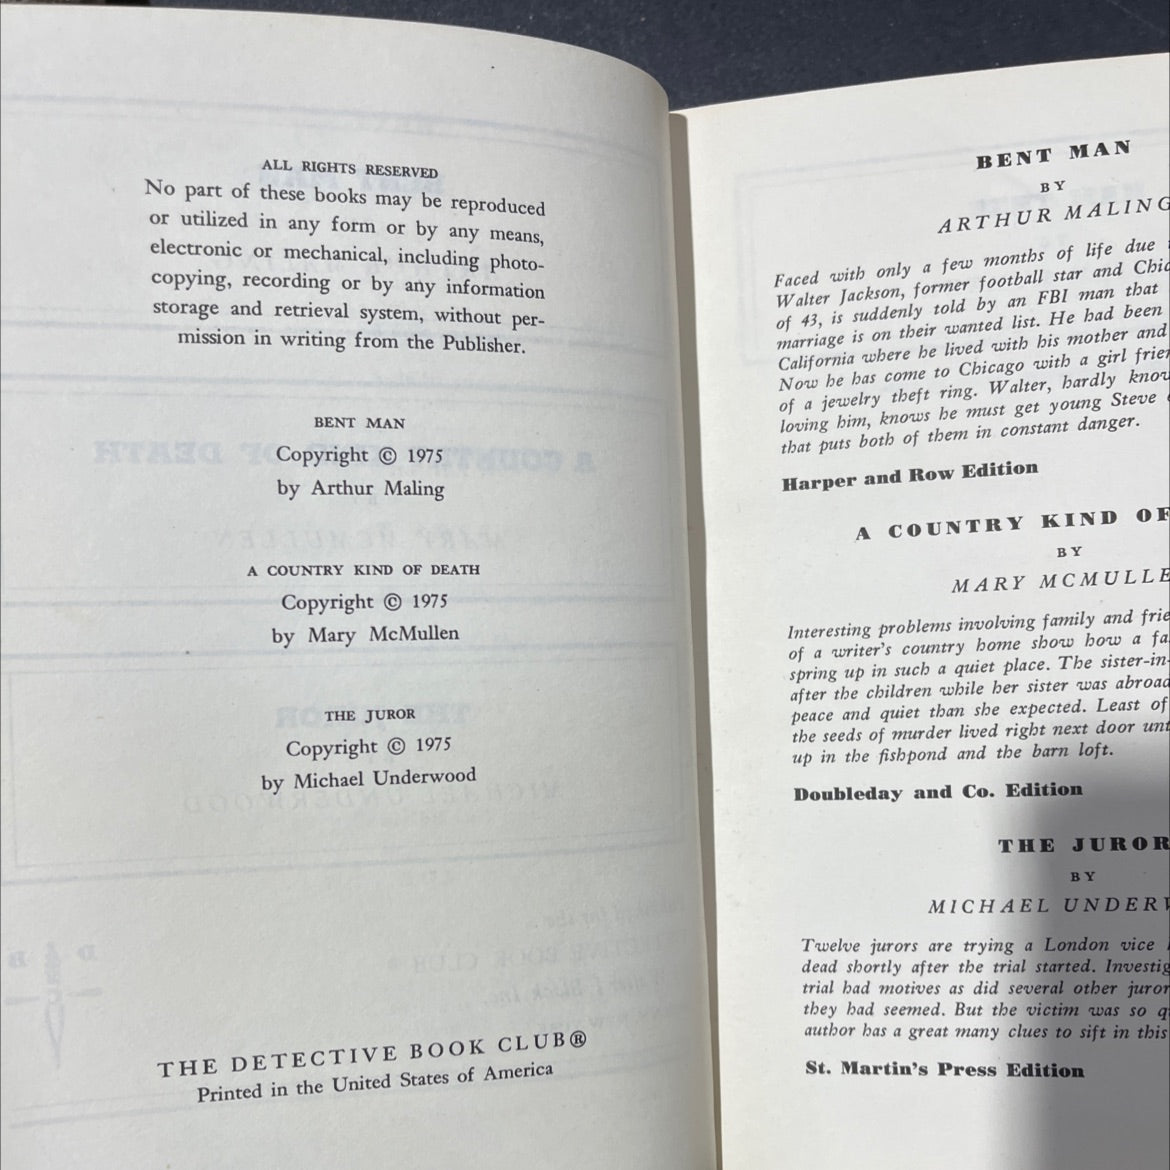 ALL RIGHTS RESERVED
No part of these books may be reproduced
or utilized in any form or by any means,
electronic or mechanical, including photo-
copying, recording or by any information
storage and retrieval system, without per-
mission in writing from the Publisher.
BENT MAN
Copyright © 1975
by Arthur Maling
A COUNTRY KIND OF DEATH
Copyright © 1975
by Mary McMullen
THE JUROR
Copyright © 1975
by Michael Underwood
THE DETECTIVE BOOK CLUB®
Printed in the United States of America
BENT MAN
BY
ARTHUR MALING
Faced with only a few months of life due
Walter Jackson, former football star and Chic
of 43, is suddenly told by an FBI man that
marriage is on their wanted list. He had been
California where he lived with his mother and
Now he has come to Chicago with a girl frie
of a jewelry theft ring. Walter, hardly know
loving him, knows he must get young Steve
that puts both of them in constant danger.
Harper and Row Edition
A COUNTRY KIND OF
BY
MARY MCMULLE
Interesting problems involving family and frie
of a writer's country home show how a fa
spring up in such a quiet place. The sister-in-
after the children while her sister was abroad
peace and quiet than she expected. Least of
the seeds of murder lived right next door unt
up in the fishpond and the barn loft.
Doubleday and Co. Edition
THE JUROR
BY
MICHAEL UNDERW
Twelve jurors are trying a London vice
dead shortly after the trial started. Investig
trial had motives as did several other juror
they had seemed. But the victim was so q
author has a great many clues to sift in this
St. Martin's Press Edition